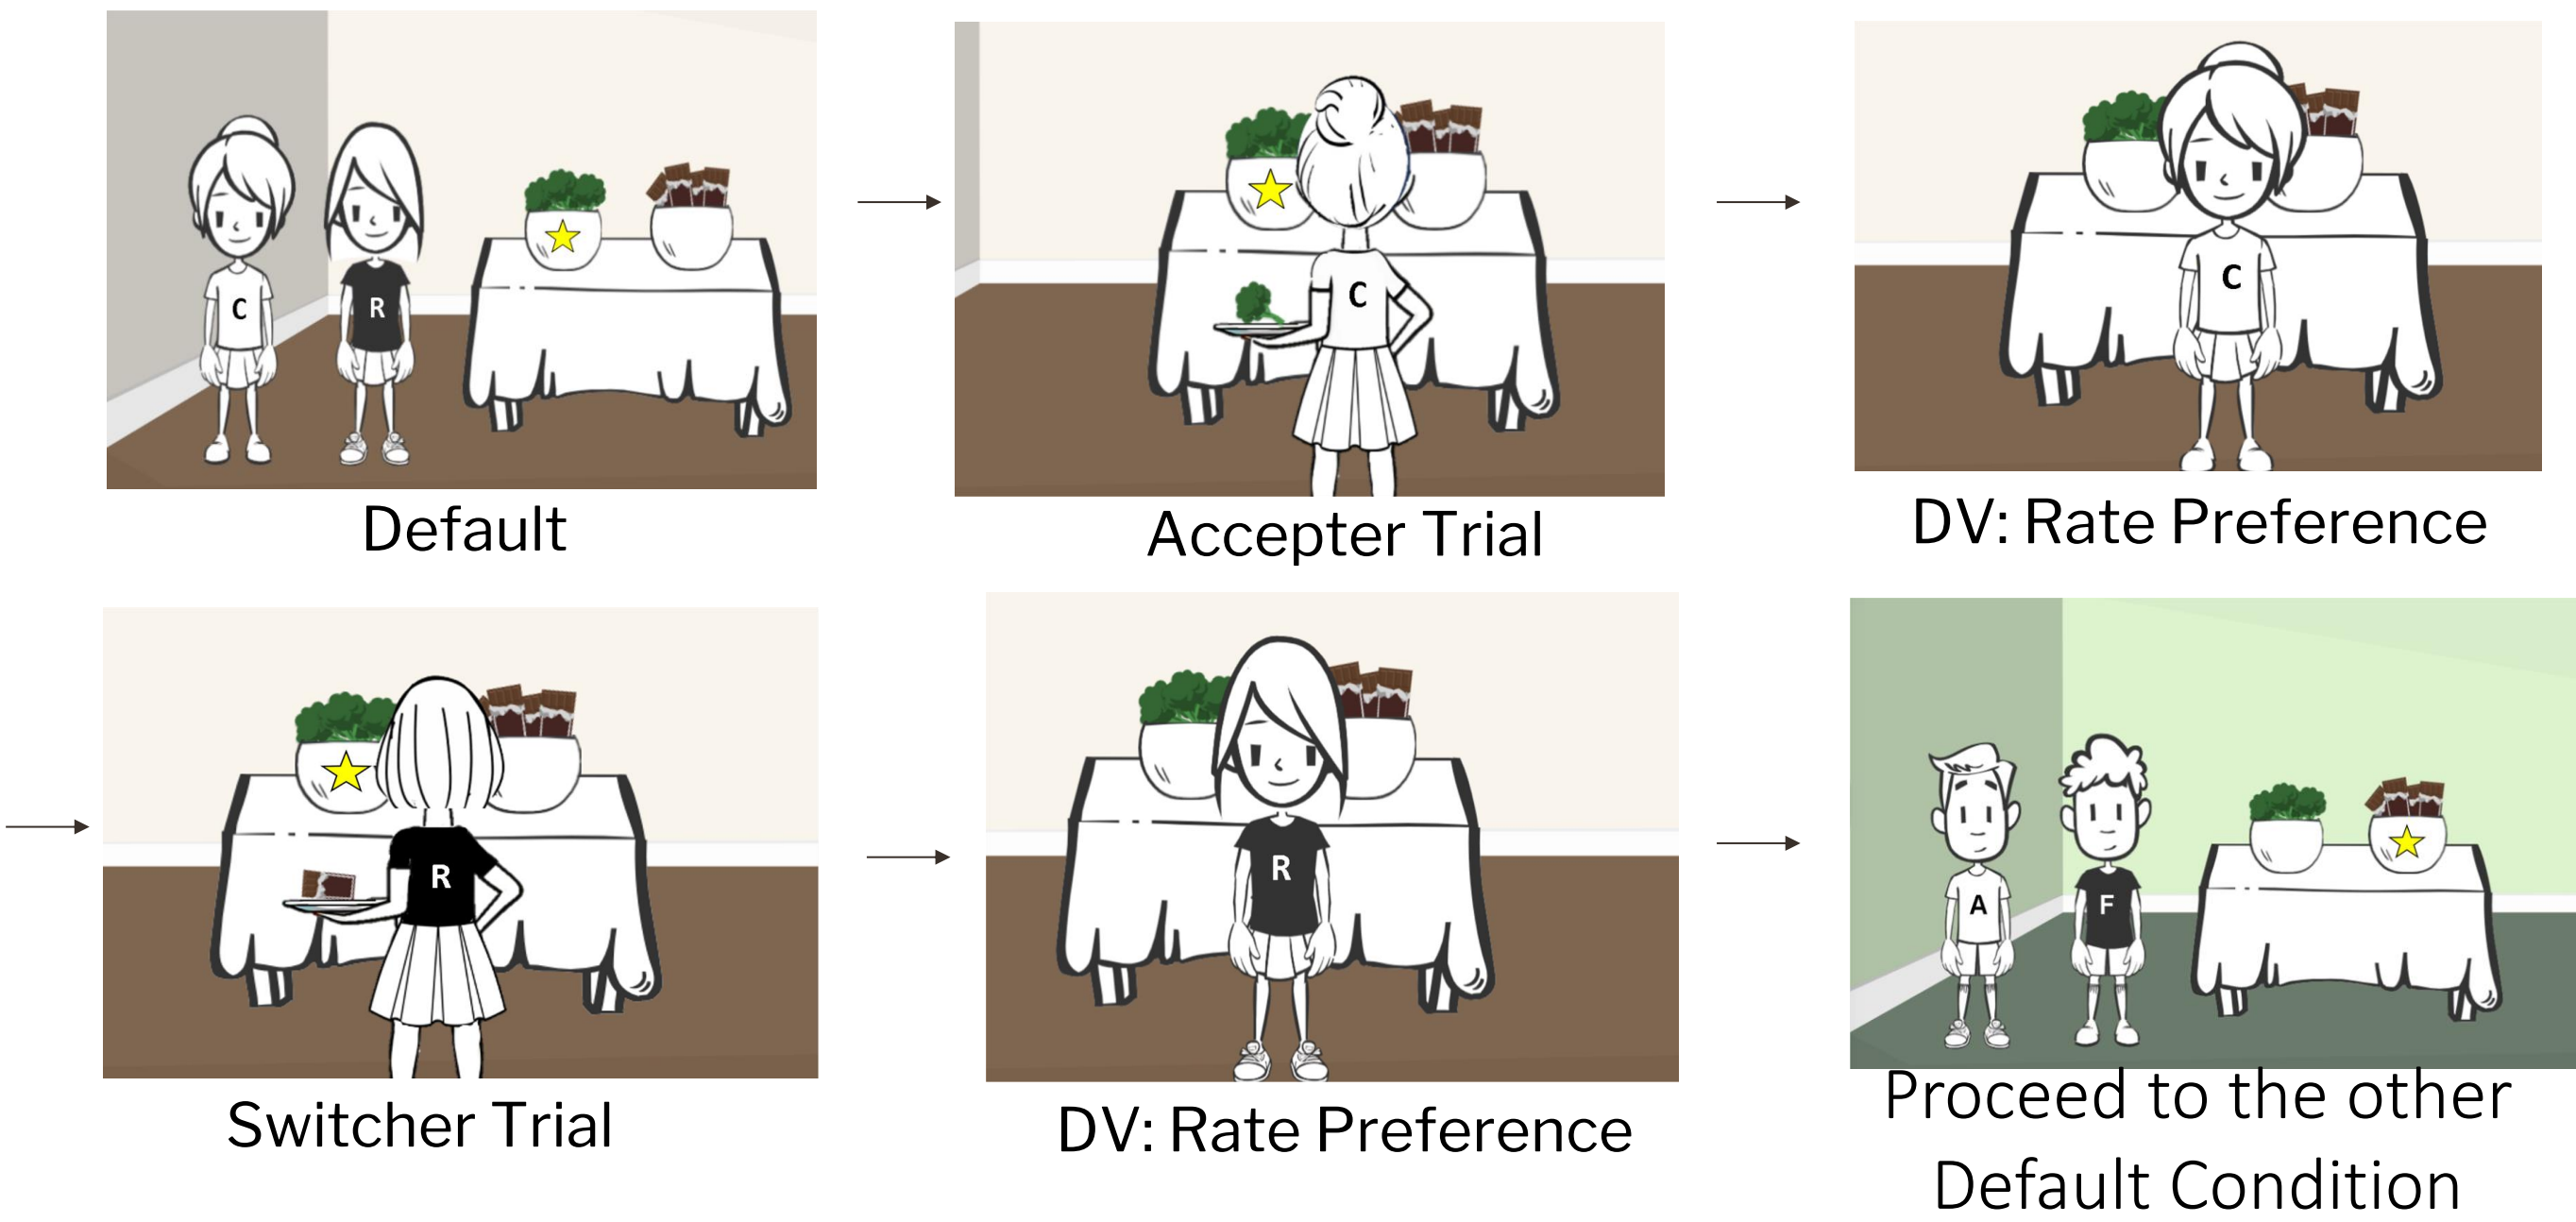 C R
Default
C
Accepter Trial
C
DV: Rate Preference
R
Switcher Trial
R
DV: Rate Preference
A F
Proceed to the other
Default Condition